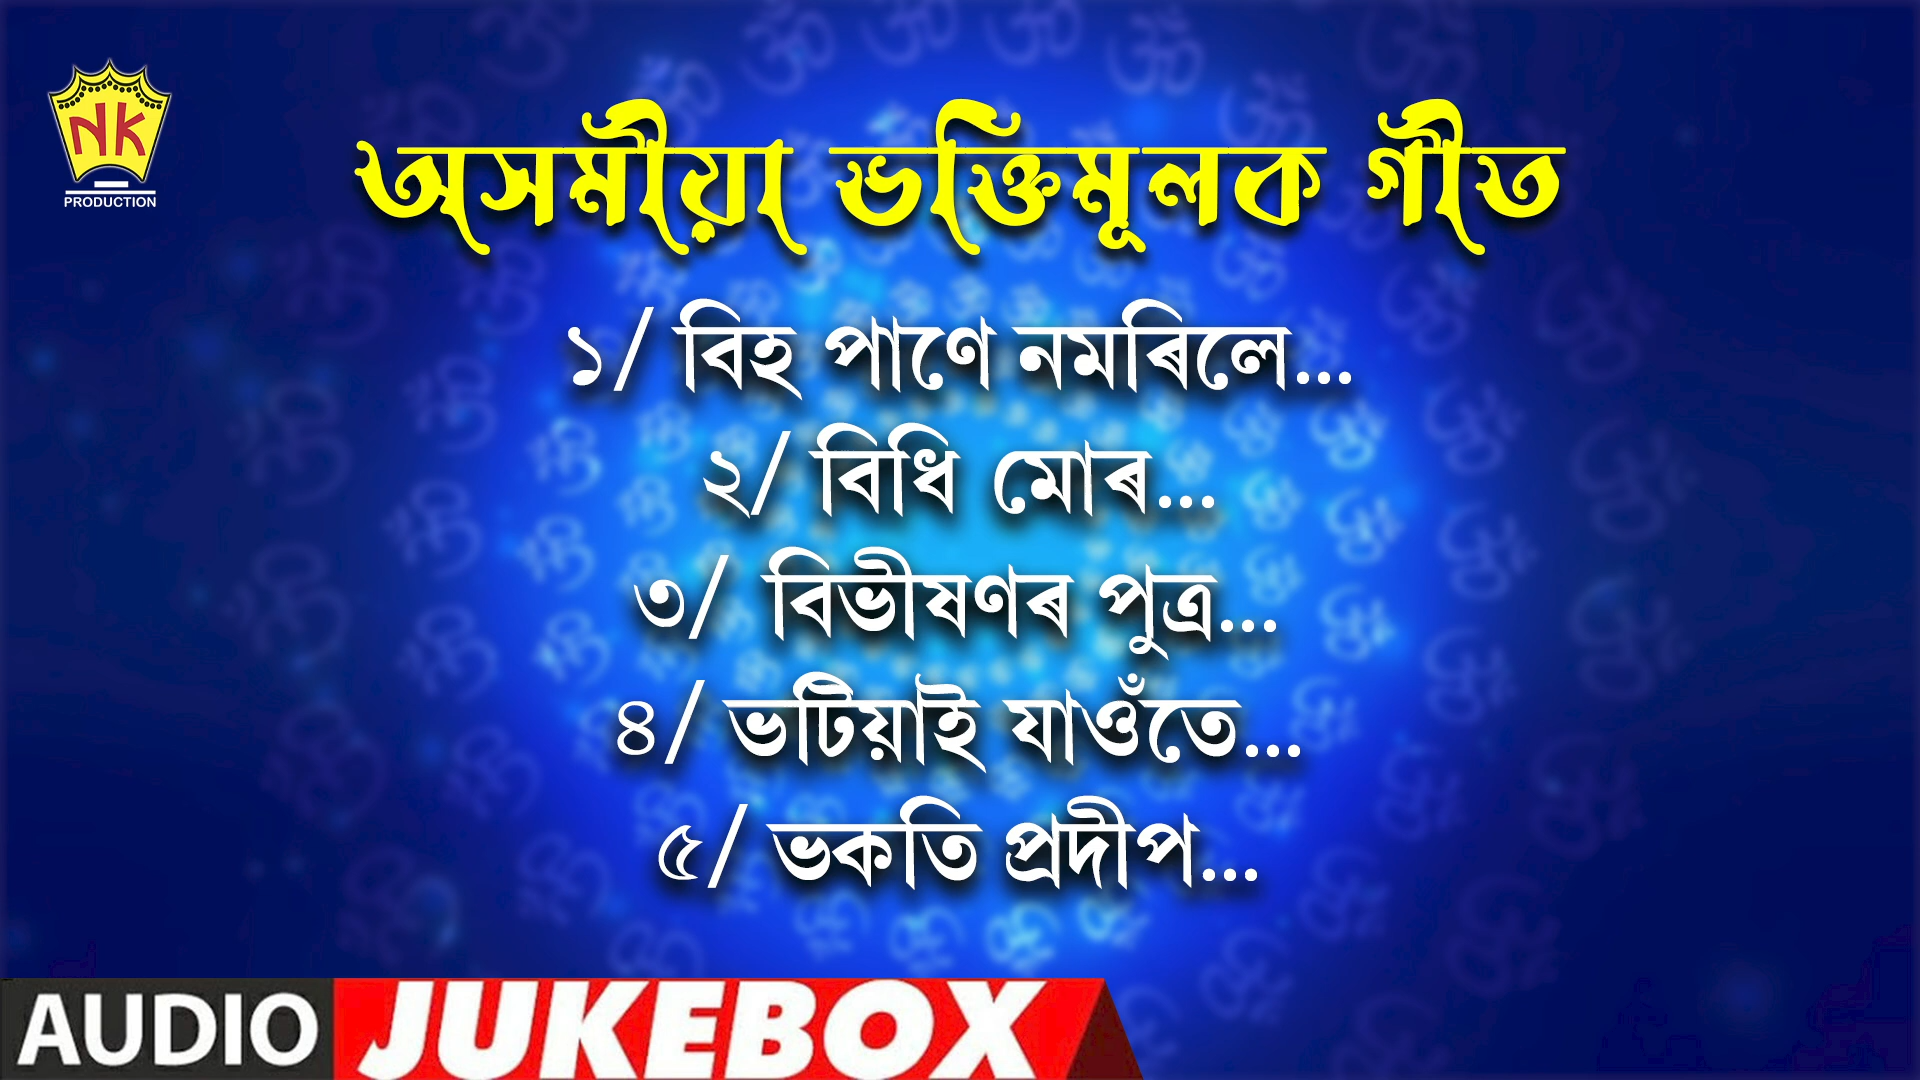 NK
PRODUCTION
অসমীয়া ভক্তিমূলক গীত
১/ বিহ পাণে নমৰিলে...
২/ বিধি মোৰ...
৩/ বিভীষণৰ পুত্ৰ...
৪/ ভটিয়াই যাওঁতে...
৫/ ভকতি প্ৰদীপ...
AUDIO JUKEBOX